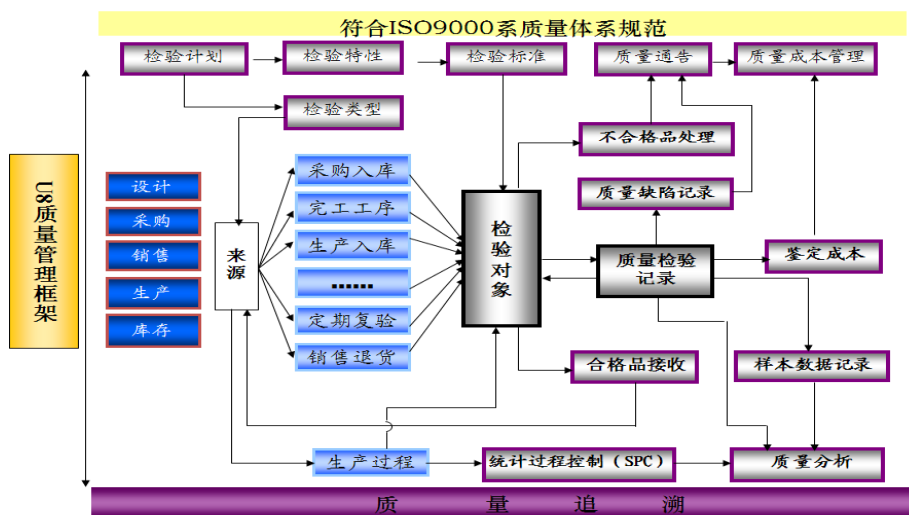 符合ISO9000系质量体系规范
检验计划
检验特性
检验标准
质量通告
质量成本管理
检验类型
不合格品处理
U8质量管理框架
设计
采购
销售
生产
库存
来源
采购入库
完工工序
生产入库
……
定期复验
销售退货
检验对象
质量缺陷记录
质量检验
记录
鉴定成本
合格品接收
样本数据记录
生产过程
统计过程控制（SPC）
质量分析
质量追溯